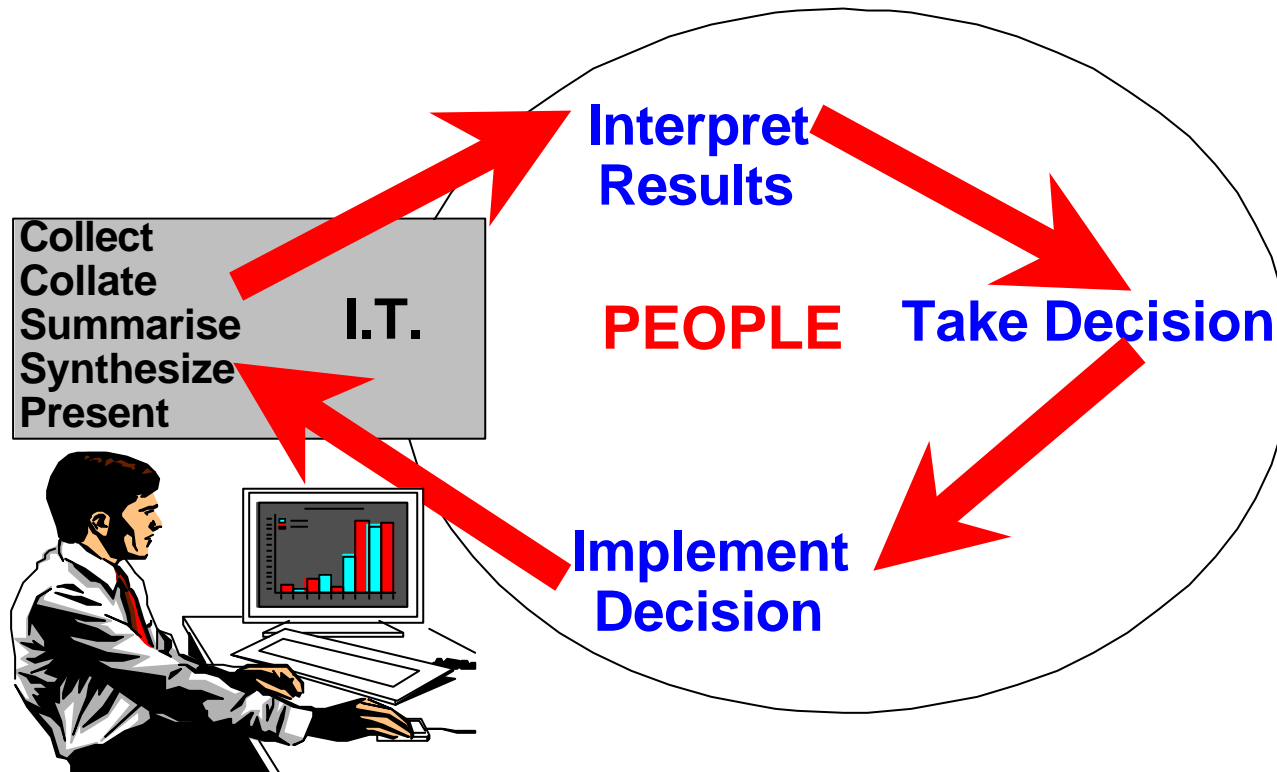 Collect
Collate
Summarise
Synthesize
Present
I.T.
Interpret
Results
PEOPLE
Take Decision
Implement
Decision